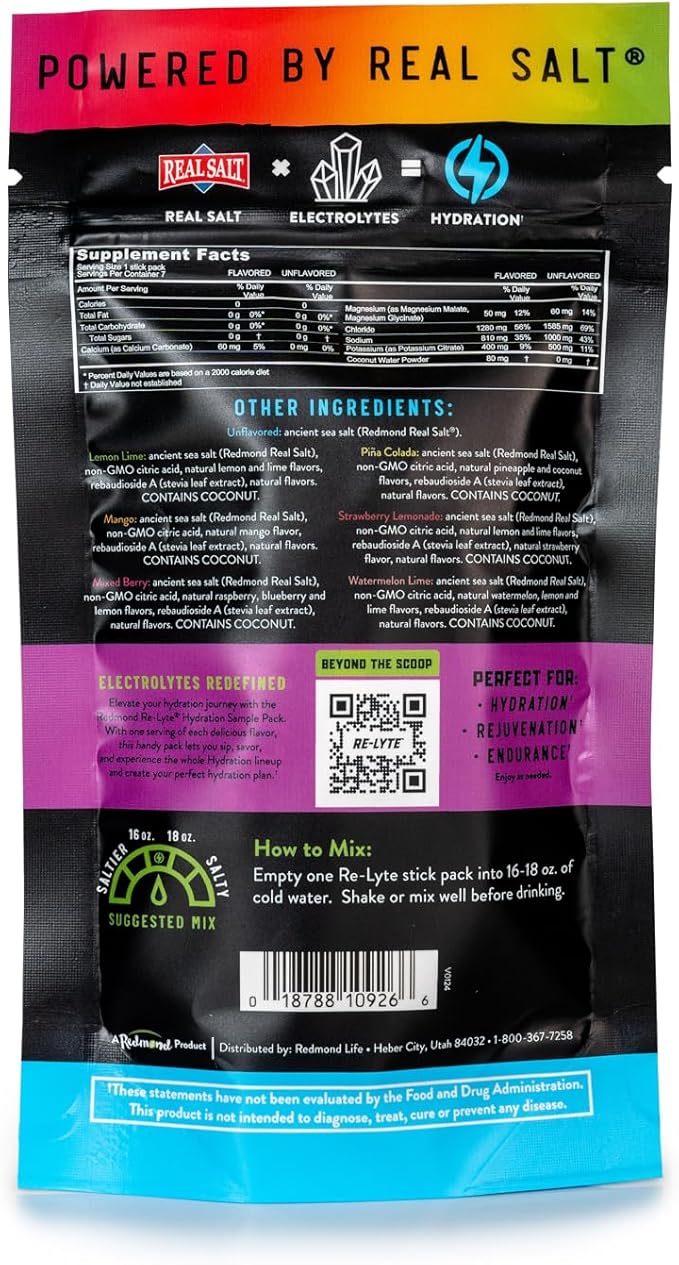 POWERED BY REAL SALT®
REAL SALT
REAL SALT × ELECTROLYTES = HYDRATION†
Supplement Facts
Serving Size 1 stick pack
Servings Per Container 7
FLAVORED UNFLAVORED
Amount Per Serving % Daily Value % Daily Value
Calories 0 0
Total Fat 0 g 0%* 0 g 0%*
Total Carbohydrate 0 g 0%* 0 g 0%*
Total Sugars 0 g † 0 g †
Calcium (as Calcium Carbonate) 60 mg 5% 0 mg 0%
* Percent Daily Values are based on a 2000 calorie diet
† Daily Value not established
FLAVORED UNFLAVORED
% Daily Value % Daily Value
Magnesium (as Magnesium Malate, Magnesium Glycinate) 50 mg 12% 60 mg 14%
Chloride 1280 mg 56% 1585 mg 69%
Sodium 810 mg 35% 1000 mg 43%
Potassium (as Potassium Citrate) 400 mg 9% 500 mg 11%
Coconut Water Powder 80 mg † 0 mg †
OTHER INGREDIENTS:
Unflavored: ancient sea salt (Redmond Real Salt®).
Lemon Lime: ancient sea salt (Redmond Real Salt),
non-GMO citric acid, natural lemon and lime flavors,
rebaudioside A (stevia leaf extract), natural flavors.
CONTAINS COCONUT.
Mango: ancient sea salt (Redmond Real Salt),
non-GMO citric acid, natural mango flavor,
rebaudioside A (stevia leaf extract), natural flavors.
CONTAINS COCONUT.
Mixed Berry: ancient sea salt (Redmond Real Salt),
non-GMO citric acid, natural raspberry, blueberry and
lemon flavors, rebaudioside A (stevia leaf extract),
natural flavors. CONTAINS COCONUT.
Piña Colada: ancient sea salt (Redmond Real Salt),
non-GMO citric acid, natural pineapple and coconut
flavors, rebaudioside A (stevia leaf extract),
natural flavors. CONTAINS COCONUT.
Strawberry Lemonade: ancient sea salt (Redmond Real Salt),
non-GMO citric acid, natural lemon and lime flavors,
rebaudioside A (stevia leaf extract), natural strawberry
flavor, natural flavors. CONTAINS COCONUT.
Watermelon Lime: ancient sea salt (Redmond Real Salt),
non-GMO citric acid, natural watermelon, lemon and
lime flavors, rebaudioside A (stevia leaf extract),
natural flavors. CONTAINS COCONUT.
ELECTROLYTES REDEFINED
Elevate your hydration journey with the
Redmond Re-Lyte® Hydration Sample Pack.
With one serving of each delicious flavor,
this handy pack lets you sip, savor,
and experience the whole Hydration lineup
and create your perfect hydration plan.†
BEYOND THE SCOOP
RE-LYTE
PERFECT FOR:
• HYDRATION†
• REJUVENATION†
• ENDURANCE†
Enjoy as needed.
16 oz. 18 oz.
SALTIER SALTY
SUGGESTED MIX
How to Mix:
Empty one Re-Lyte stick pack into 16-18 oz. of
cold water. Shake or mix well before drinking.
0 18788 10926 6
V0124
A Redmond Product | Distributed by: Redmond Life • Heber City, Utah 84032 • 1-800-367-7258
†These statements have not been evaluated by the Food and Drug Administration.
This product is not intended to diagnose, treat, cure or prevent any disease.